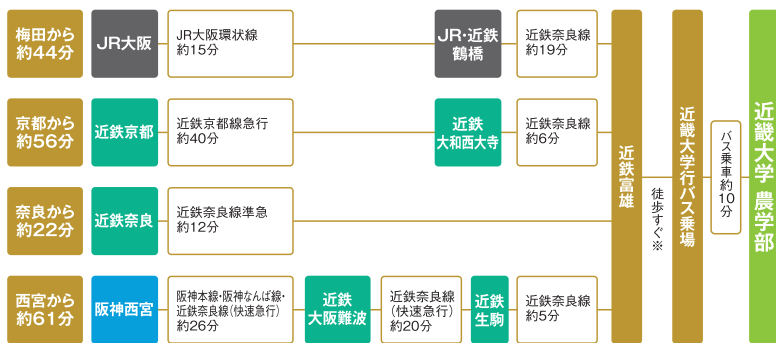 梅田から
約44分
JR大阪
JR大阪環状線
約15分
JR・近鉄
鶴橋
近鉄奈良線
約19分
京都から
約56分
近鉄京都
近鉄京都線急行
約40分
近鉄
大和西大寺
近鉄奈良線
約6分
奈良から
約22分
近鉄奈良
近鉄奈良線準急
約12分
西宮から
約61分
阪神西宮
阪神本線・阪神なんば線・
近鉄奈良線(快速急行)
約26分
近鉄
大阪難波
近鉄奈良線
(快速急行)
約20分
近鉄
生駒
近鉄奈良線
約5分
近鉄富雄
徒歩すぐ※
近畿大学行バス乗場
バス乗車約10分
近畿大学 農学部